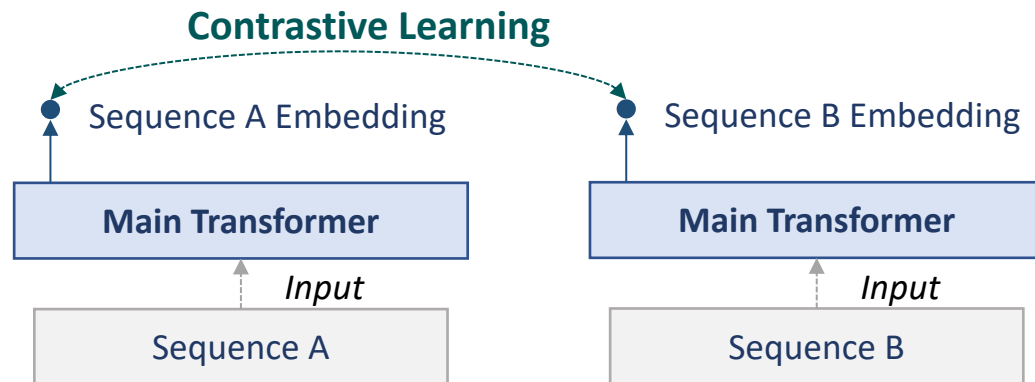 Contrastive Learning
Sequence A Embedding
Sequence B Embedding
Main Transformer
Main Transformer
Input
Input
Sequence A
Sequence B